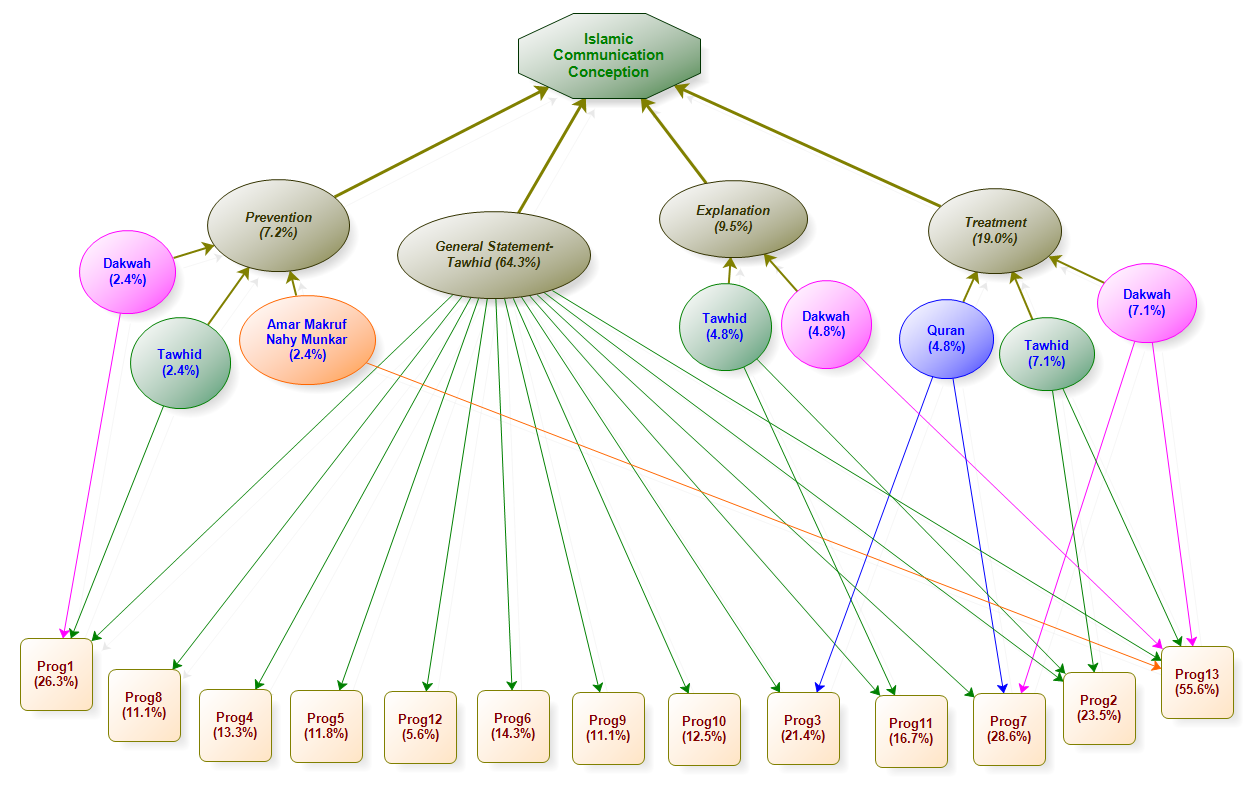 Islamic
Communication
Conception
Prevention
(7.2%)
General Statement-
Tawhid (64.3%)
Explanation
(9.5%)
Treatment
(19.0%)
Dakwah
(2.4%)
Tawhid
(2.4%)
Amar Makruf
Nahy Munkar
(2.4%)
Tawhid
(4.8%)
Dakwah
(4.8%)
Quran
(4.8%)
Tawhid
(7.1%)
Dakwah
(7.1%)
Prog1
(26.3%)
Prog8
(11.1%)
Prog4
(13.3%)
Prog5
(11.8%)
Prog12
(5.6%)
Prog6
(14.3%)
Prog9
(11.1%)
Prog10
(12.5%)
Prog3
(21.4%)
Prog11
(16.7%)
Prog7
(28.6%)
Prog2
(23.5%)
Prog13
(55.6%)